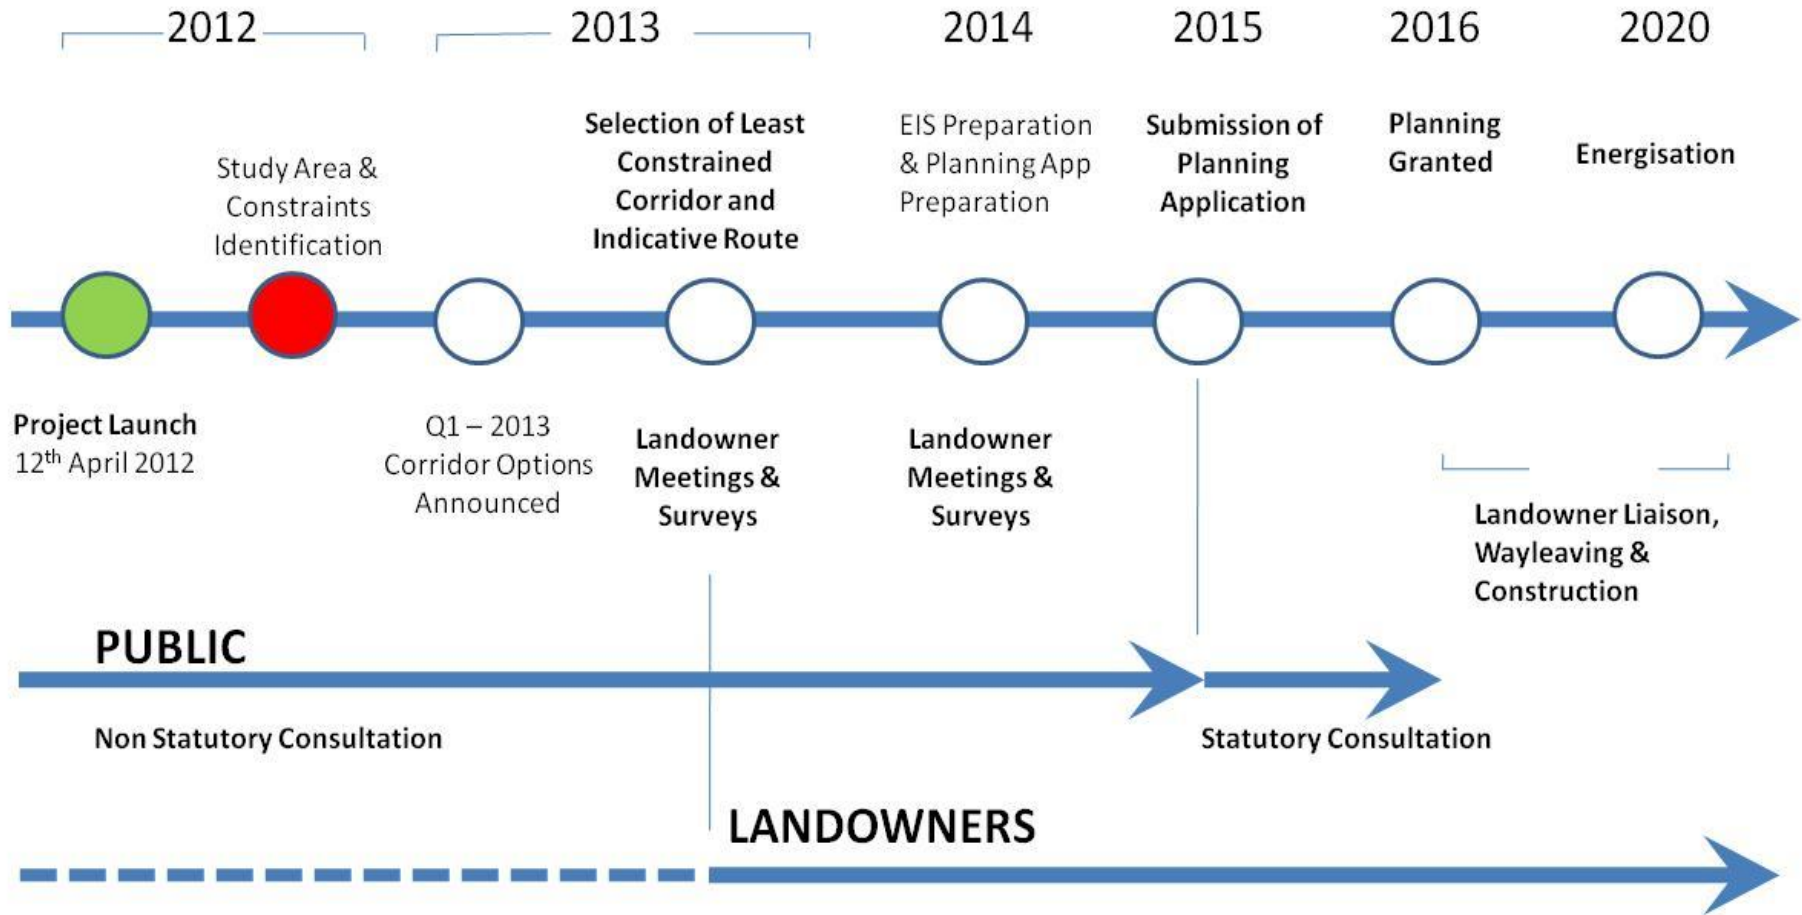 2012
2013
2014
2015
2016
2020
Study Area &
Constraints
Identification
Selection of Least
Constrained
Corridor and
Indicative Route
EIS Preparation
& Planning App
Preparation
Submission of
Planning
Application
Planning
Granted
Energisation
Project Launch
12th April 2012
Q1 – 2013
Corridor Options
Announced
Landowner
Meetings &
Surveys
Landowner
Meetings &
Surveys
Landowner Liaison,
Wayleaving &
Construction
PUBLIC
Non Statutory Consultation
Statutory Consultation
LANDOWNERS